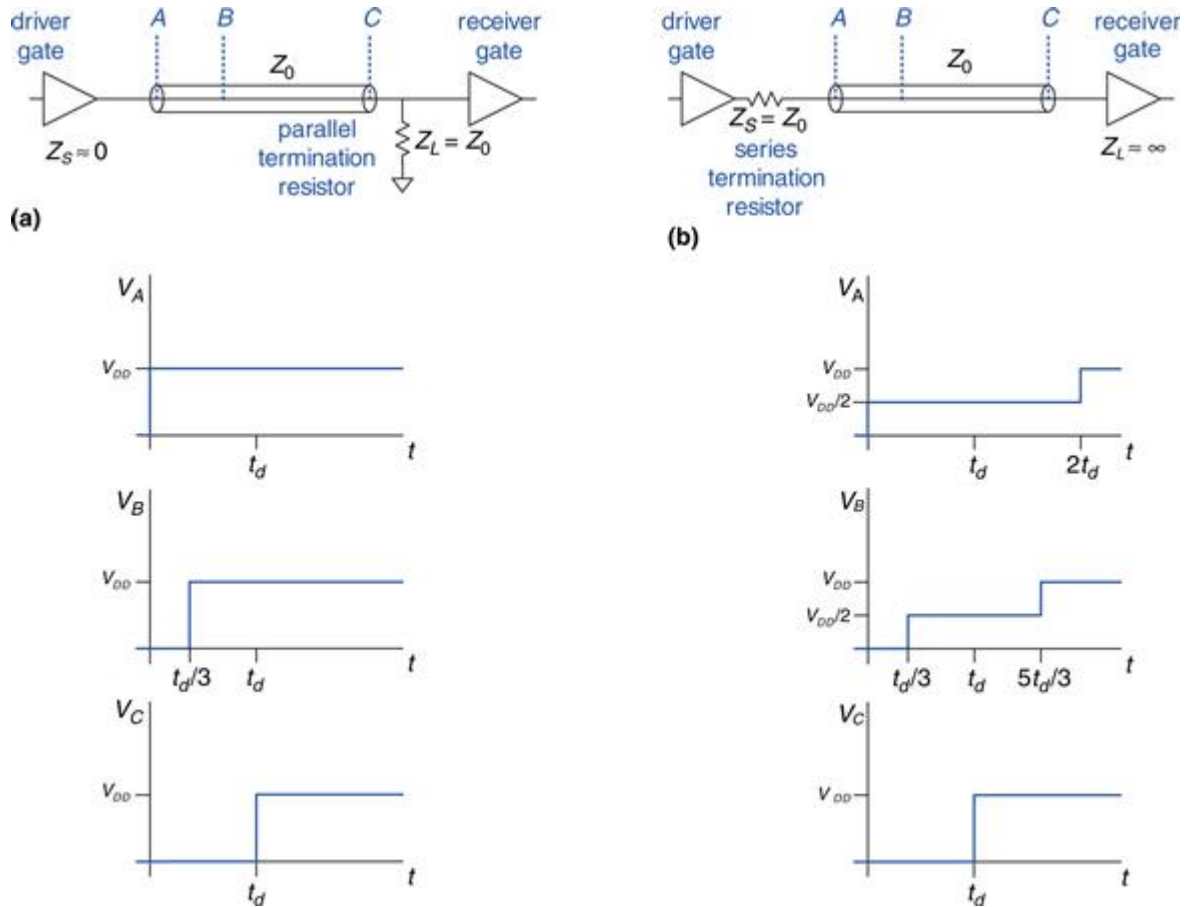 driver
gate
A
B
C
receiver
gate
Z0
ZS ≈ 0
parallel
termination
resistor
ZL = Z0
(a)
driver
gate
A
B
C
receiver
gate
Z0
ZS = Z0
series
termination
resistor
ZL ≈ ∞
(b)
VA
VDD
td
t
VB
VDD
td/3
td
t
VC
VDD
td
t
VA
VDD
VDD/2
td
2td
t
VB
VDD
VDD/2
td/3
td
5td/3
t
VC
VDD
td
t